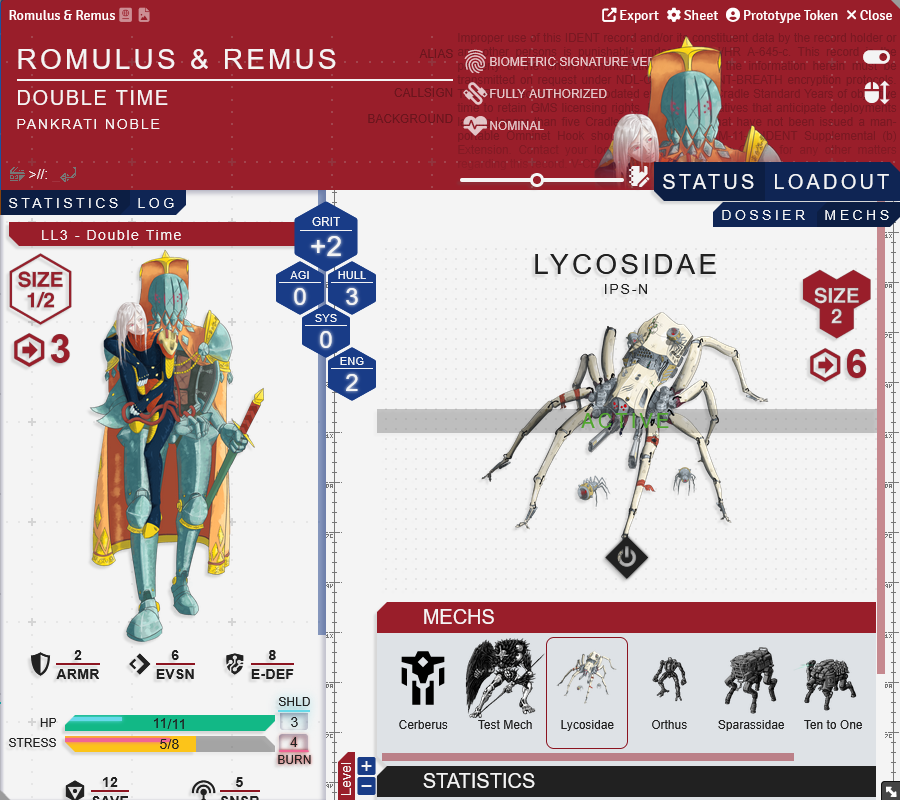 Romulus & Remus
Export Sheet Prototype Token Close
ROMULUS & REMUS
DOUBLE TIME
PANKRATI NOBLE
ALIAS
CALLSIGN
BACKGROUND
BIOMETRIC SIGNATURE VER
FULLY AUTHORIZED
NOMINAL
>//:
STATUS LOADOUT
STATISTICS LOG
DOSSIER MECHS
LL3 - Double Time
SIZE
1/2
3
GRIT
+2
AGI
0
HULL
3
SYS
0
ENG
2
LYCOSIDAE
IPS-N
SIZE
2
6
ACTIVE
MECHS
Cerberus Test Mech Lycosidae Orthus Sparassidae Ten to One
2
ARMR
6
EVSN
8
E-DEF
HP 11/11
SHLD
3
STRESS 5/8
4
BURN
12
SAVE
5
SNSR
Level
STATISTICS